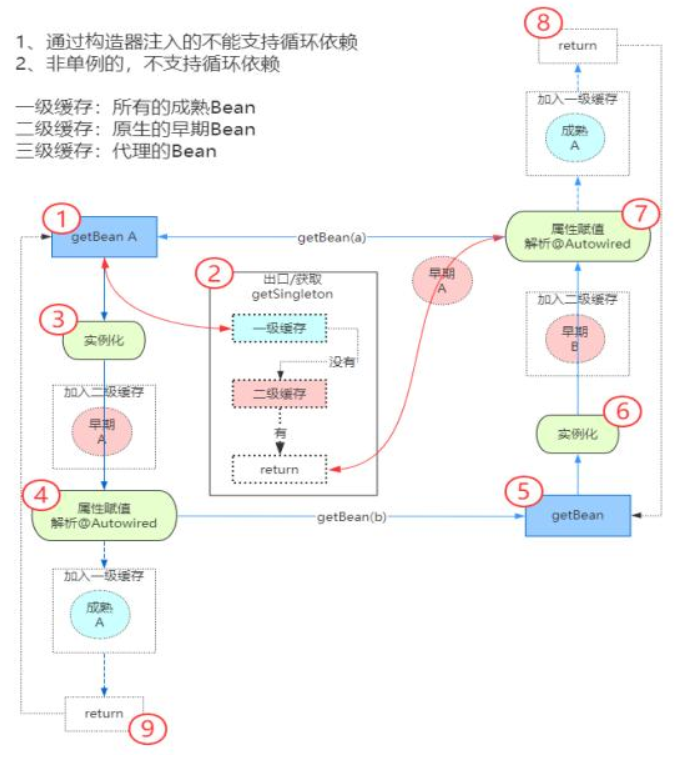 1、通过构造器注入的不能支持循环依赖
2、非单例的，不支持循环依赖
一级缓存：所有的成熟Bean
二级缓存：原生的早期Bean
三级缓存：代理的Bean
1
getBean A
2
出口/获取
getSingleton
一级缓存
没有
二级缓存
有
return
3
实例化
加入二级缓存
早期
A
4
属性赋值
解析@Autowired
加入一级缓存
成熟
A
return
9
getBean(a)
早期
A
getBean(b)
8
return
加入一级缓存
成熟
A
7
属性赋值
解析@Autowired
加入二级缓存
早期
B
6
实例化
5
getBean